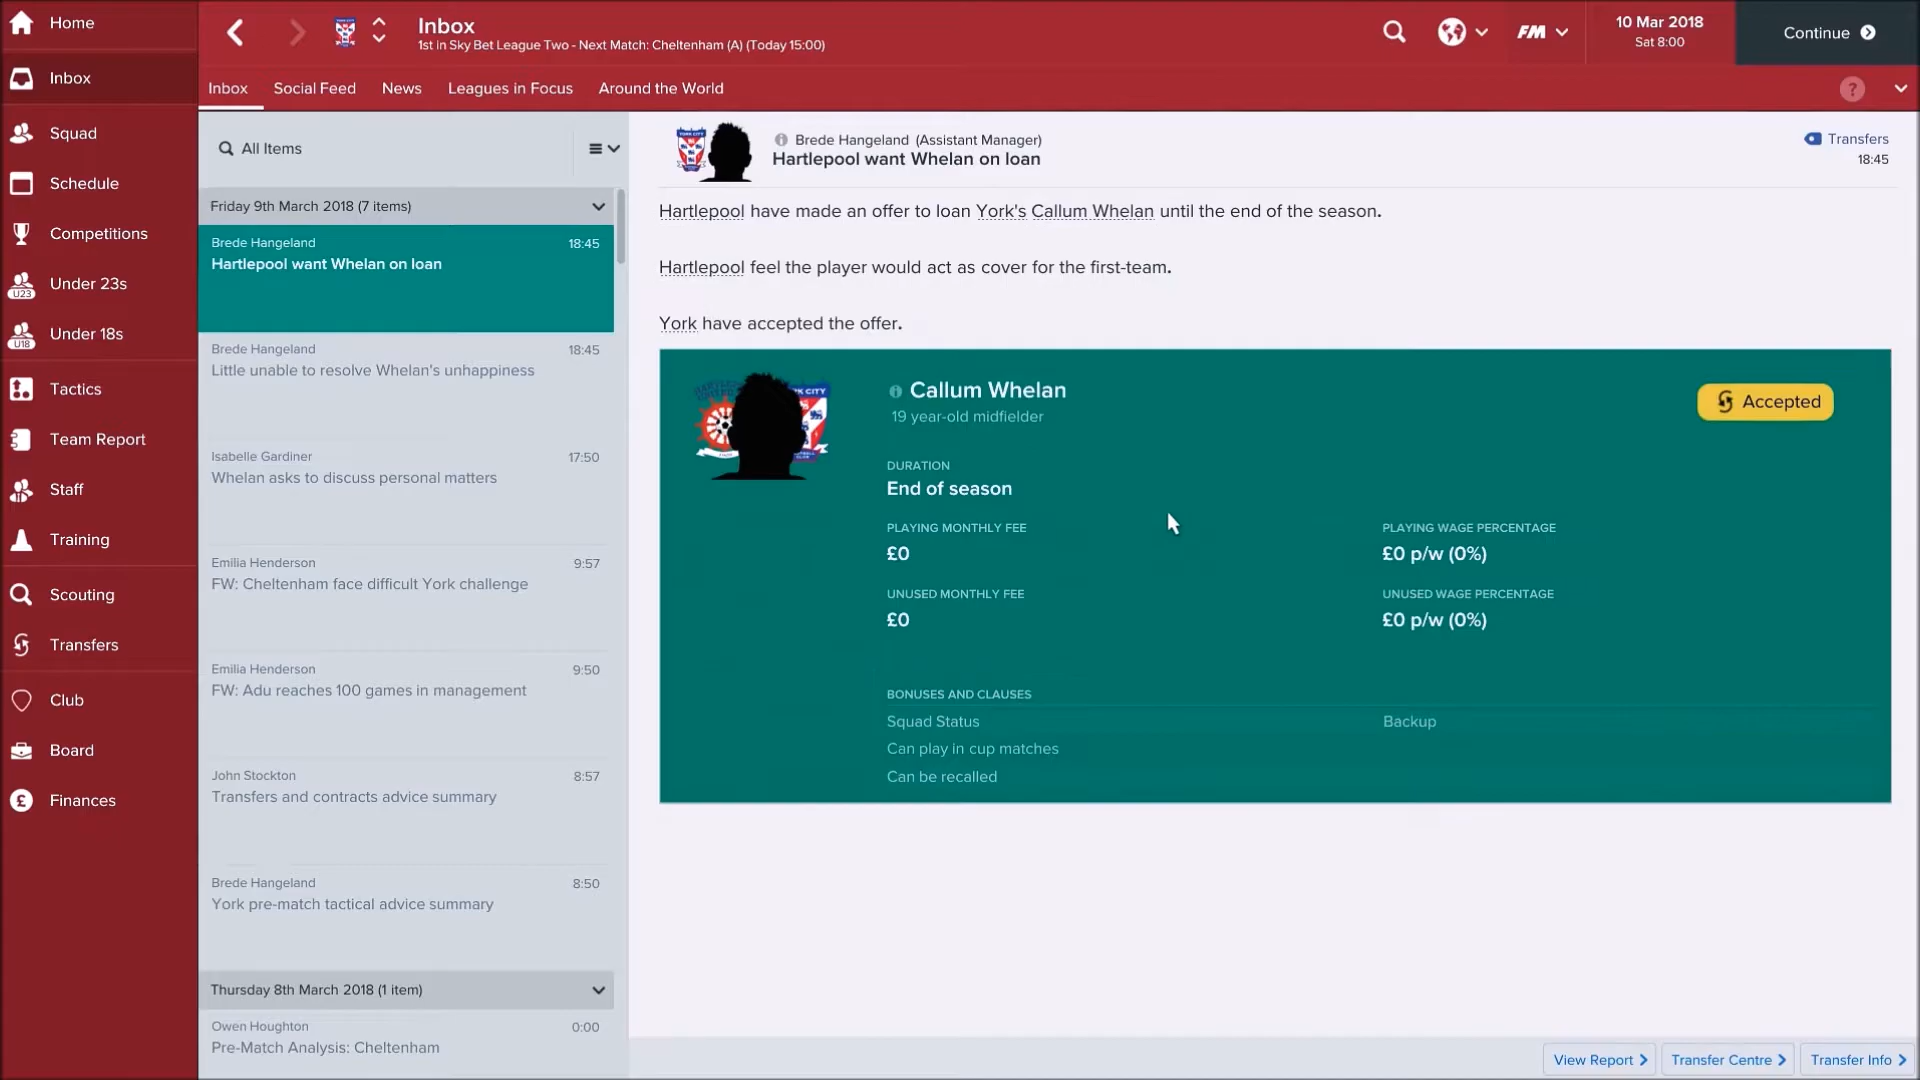 Home
Inbox
Squad
Schedule
Competitions
Under 23s
U23
Under 18s
U18
Tactics
Team Report
Staff
Training
Scouting
Transfers
Club
Board
Finances
Inbox
1st in Sky Bet League Two - Next Match: Cheltenham (A) (Today 15:00)
FM
10 Mar 2018
Sat 8:00
Continue
Inbox Social Feed News Leagues in Focus Around the World
?
All Items
Friday 9th March 2018 (7 items)
Brede Hangeland 18:45
Hartlepool want Whelan on loan
Brede Hangeland 18:45
Little unable to resolve Whelan's unhappiness
Isabelle Gardiner 17:50
Whelan asks to discuss personal matters
Emilia Henderson 9:57
FW: Cheltenham face difficult York challenge
Emilia Henderson 9:50
FW: Adu reaches 100 games in management
John Stockton 8:57
Transfers and contracts advice summary
Brede Hangeland 8:50
York pre-match tactical advice summary
Thursday 8th March 2018 (1 item)
Owen Houghton 0:00
Pre-Match Analysis: Cheltenham
Brede Hangeland (Assistant Manager)
Hartlepool want Whelan on loan
Transfers
18:45
Hartlepool have made an offer to loan York's Callum Whelan until the end of the season.
Hartlepool feel the player would act as cover for the first-team.
York have accepted the offer.
Callum Whelan
19 year-old midfielder
Accepted
DURATION
End of season
PLAYING MONTHLY FEE PLAYING WAGE PERCENTAGE
£0 £0 p/w (0%)
UNUSED MONTHLY FEE UNUSED WAGE PERCENTAGE
£0 £0 p/w (0%)
BONUSES AND CLAUSES
Squad Status Backup
Can play in cup matches
Can be recalled
View Report Transfer Centre Transfer Info